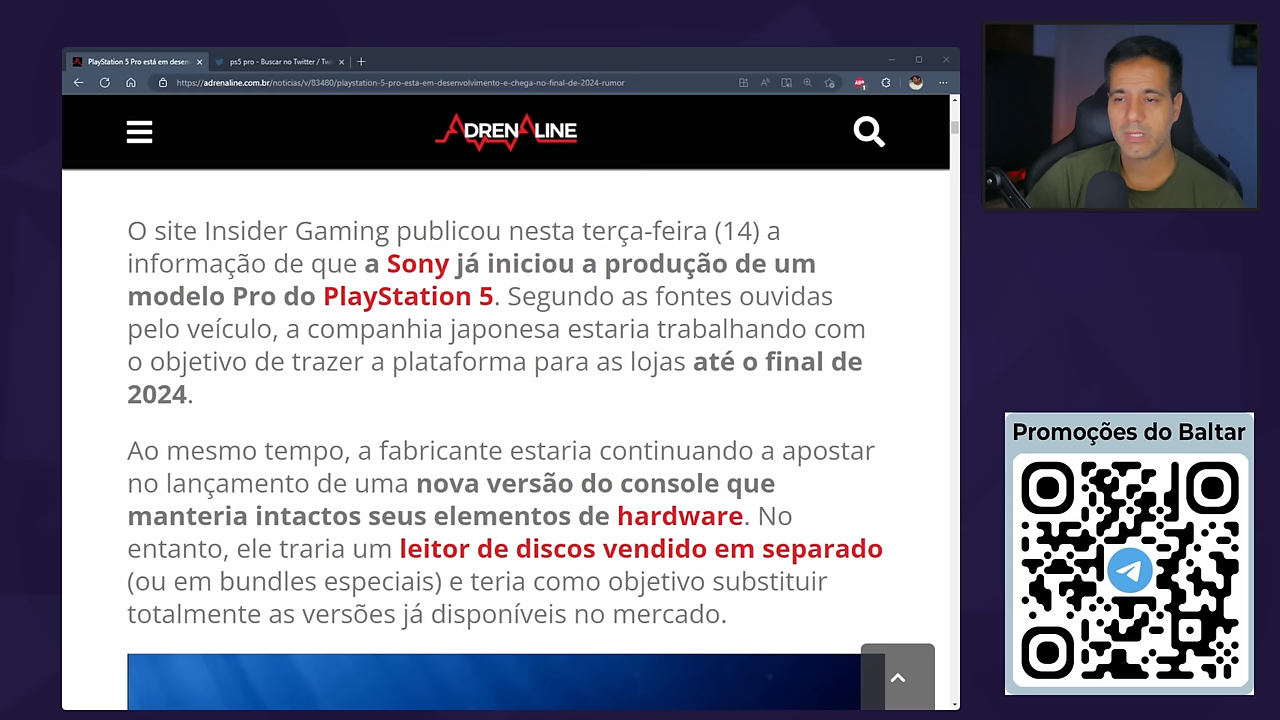 PlayStation 5 Pro está em desen
ps5 pro - Buscar no Twitter / Tw
https://adrenaline.com.br/noticias/v/83480/playstation-5-pro-esta-em-desenvolvimento-e-chega-no-final-de-2024-rumor
ADRENALINE
O site Insider Gaming publicou nesta terça-feira (14) a
informação de que a Sony já iniciou a produção de um
modelo Pro do PlayStation 5. Segundo as fontes ouvidas
pelo veículo, a companhia japonesa estaria trabalhando com
o objetivo de trazer a plataforma para as lojas até o final de
2024.
Ao mesmo tempo, a fabricante estaria continuando a apostar
no lançamento de uma nova versão do console que
manteria intactos seus elementos de hardware. No
entanto, ele traria um leitor de discos vendido em separado
(ou em bundles especiais) e teria como objetivo substituir
totalmente as versões já disponíveis no mercado.
Promoções do Baltar